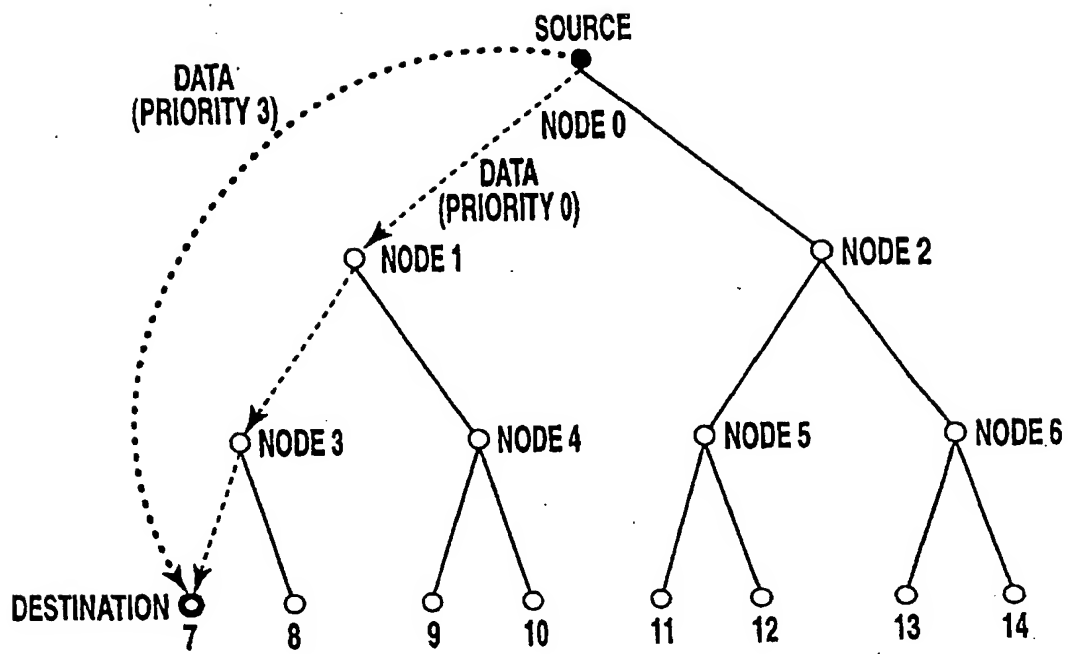 SOURCE
DATA
(PRIORITY 3)
NODE 0
DATA
(PRIORITY 0)
NODE 1
NODE 2
NODE 3
NODE 4
NODE 5
NODE 6
DESTINATION
7
8
9
10
11
12
13
14